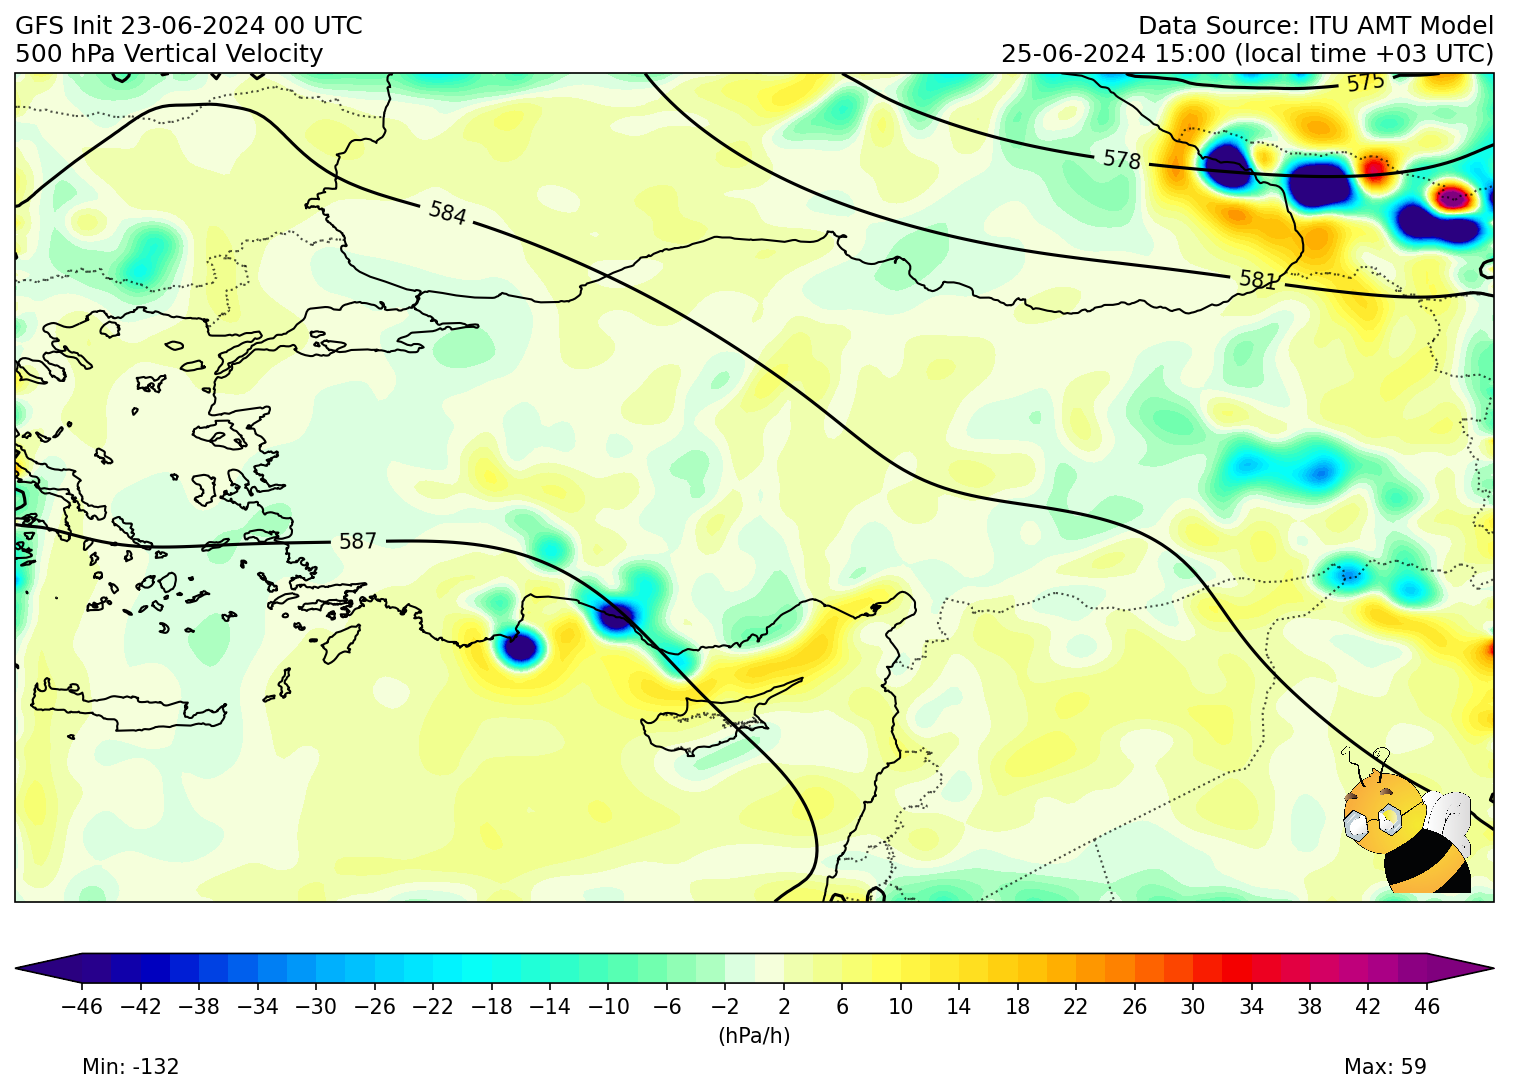 GFS Init 23-06-2024 00 UTC
Data Source: ITU AMT Model
500 hPa Vertical Velocity
25-06-2024 15:00 (local time +03 UTC)
575
578
584
581
587
−46 −42 −38 −34 −30 −26 −22 −18 −14 −10 −6 −2 2 6 10 14 18 22 26 30 34 38 42 46
(hPa/h)
Min: -132
Max: 59